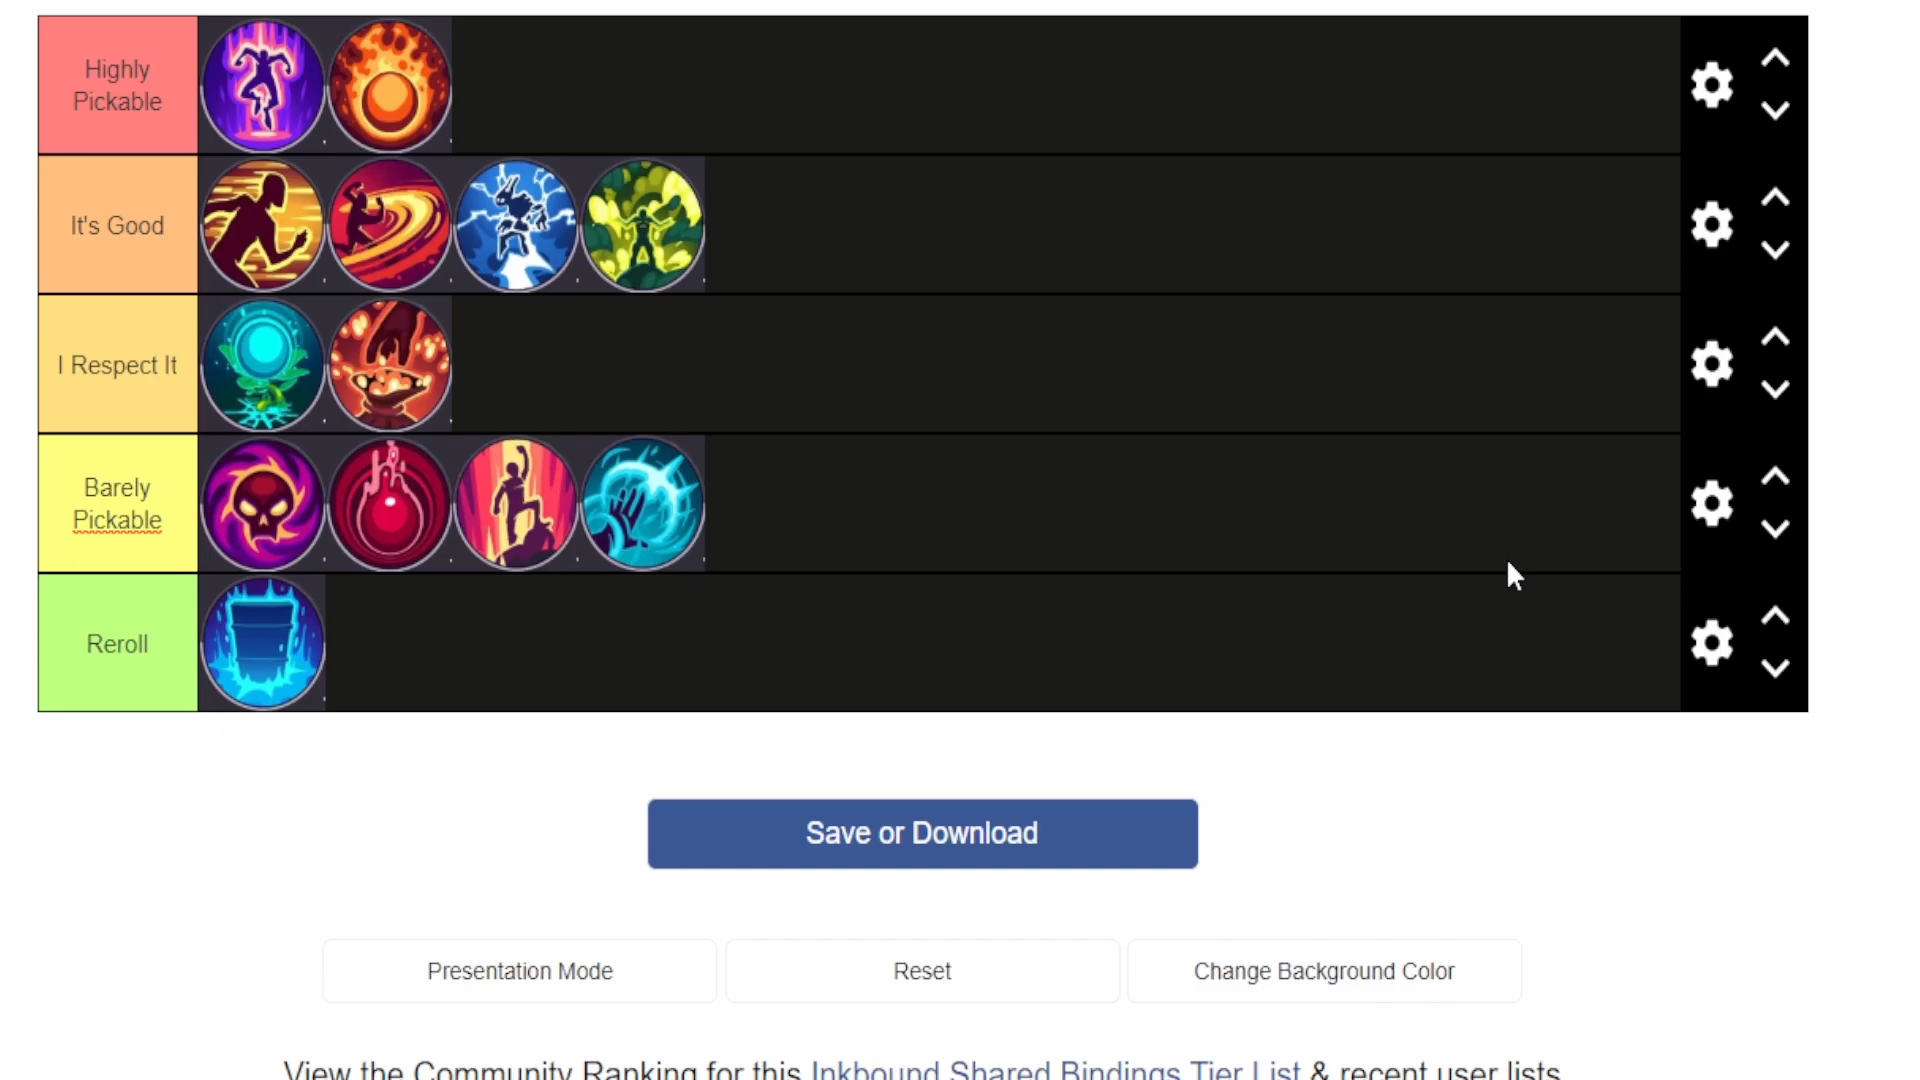 Highly
Pickable
It's Good
I Respect It
Barely
Pickable
Reroll
Save or Download
Presentation Mode
Reset
Change Background Color
View the Community Ranking for this Inkbound Shared Bindings Tier List & recent user lists